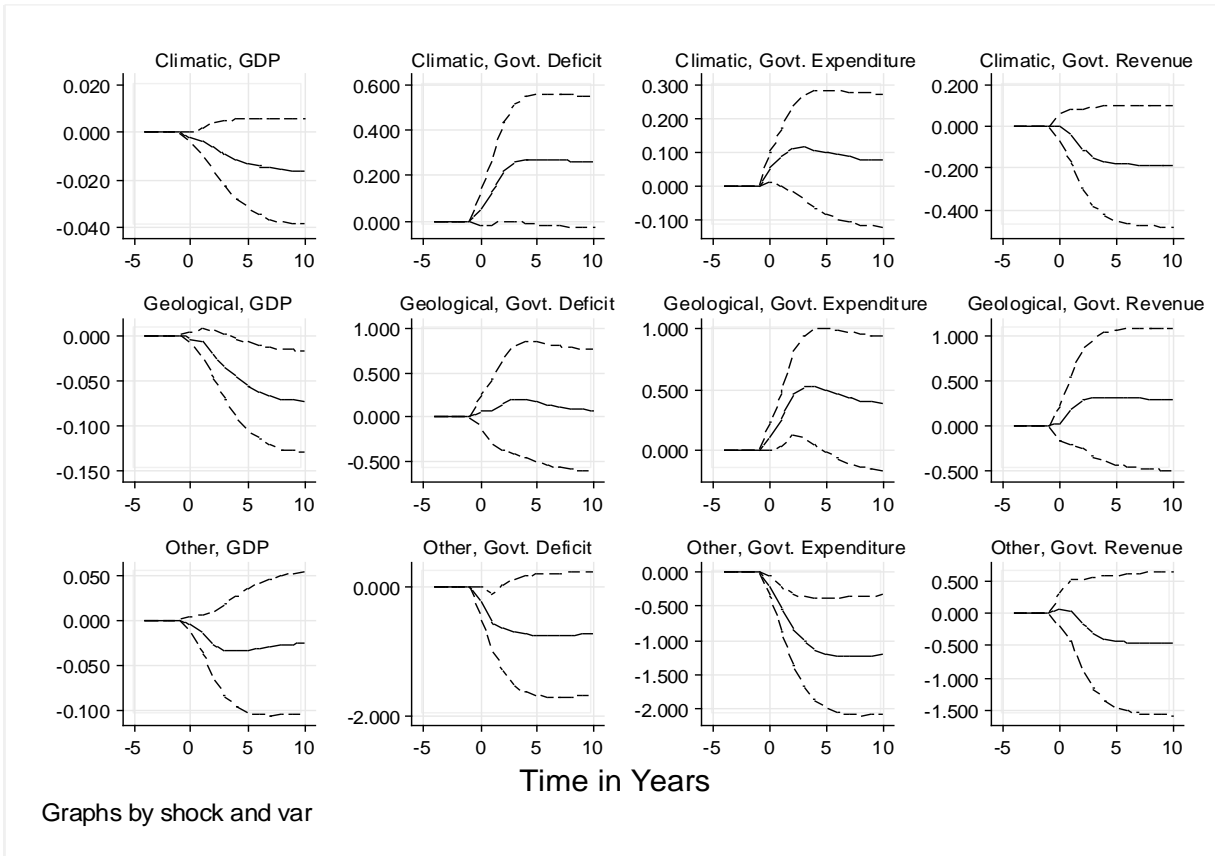 Climatic, GDP Climatic, Govt. Deficit Climatic, Govt. Expenditure Climatic, Govt. Revenue
0.020 0.600 0.300 0.200
0.000 0.400 0.200 0.000
-0.020 0.200 0.100 -0.200
-0.040 0.000 0.000 -0.400
-0.100
-5 0 5 10 -5 0 5 10 -5 0 5 10 -5 0 5 10
Geological, GDP Geological, Govt. Deficit Geological, Govt. Expenditure Geological, Govt. Revenue
0.000 1.000 1.000 1.000
-0.050 0.500 0.500 0.500
-0.100 0.000 0.000 0.000
-0.150 -0.500 -0.500
-5 0 5 10 -5 0 5 10 -5 0 5 10 -5 0 5 10
Other, GDP Other, Govt. Deficit Other, Govt. Expenditure Other, Govt. Revenue
0.050 0.000 0.000 0.500
0.000 -2.000 -0.500 0.000
-0.050 -1.000 -0.500
-0.100 -1.500 -1.000
-2.000 -1.500
-5 0 5 10 -5 0 5 10 -5 0 5 10 -5 0 5 10
Time in Years
Graphs by shock and var